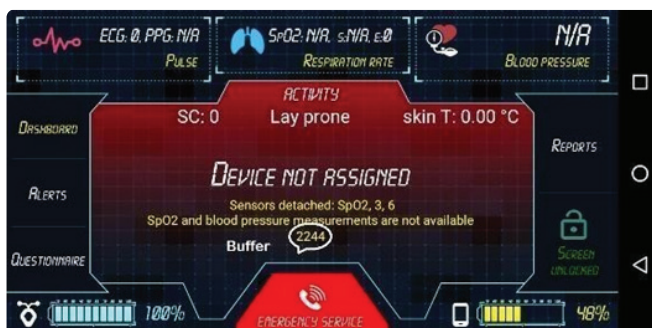 ECG: 0, PPG: N/A
PULSE
SPO2: N/A, S:N/A, E:0
RESPIRATION RATE
N/A
BLOOD PRESSURE
ACTIVITY
SC: 0 Lay prone skin T: 0.00 °C
DASHBOARD
ALERTS
QUESTIONNAIRE
DEVICE NOT ASSIGNED
Sensors detached: SpO2, 3, 6
SpO2 and blood pressure measurements are not available
Buffer 2244
REPORTS
SCREEN
UNLOCKED
100%
EMERGENCY SERVICE
48%